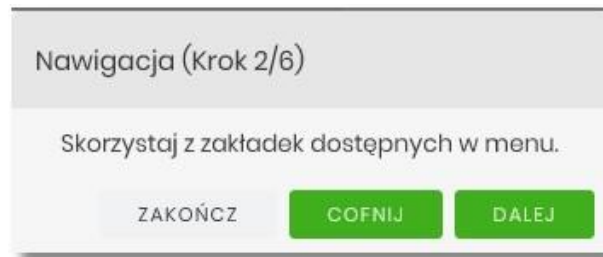 Nawigacja (Krok 2/6)
Skorzystaj z zakładek dostępnych w menu.
ZAKOŃCZ COFNIJ DALEJ